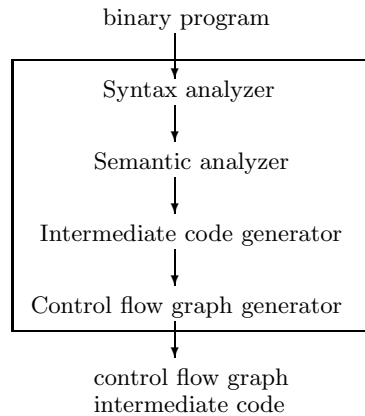 binary program
Syntax analyzer
Semantic analyzer
Intermediate code generator
Control flow graph generator
control flow graph
intermediate code